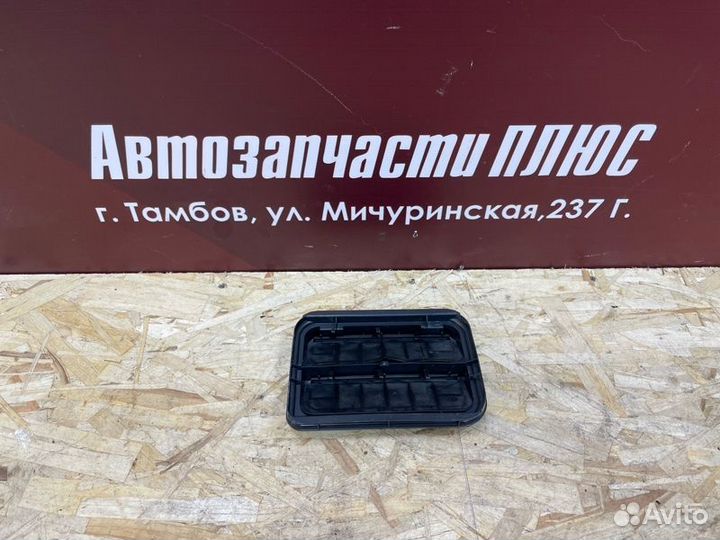 Автозапчасти ПЛЮС
г. Тамбов, ул. Мичуринская,237 Г.
Avito